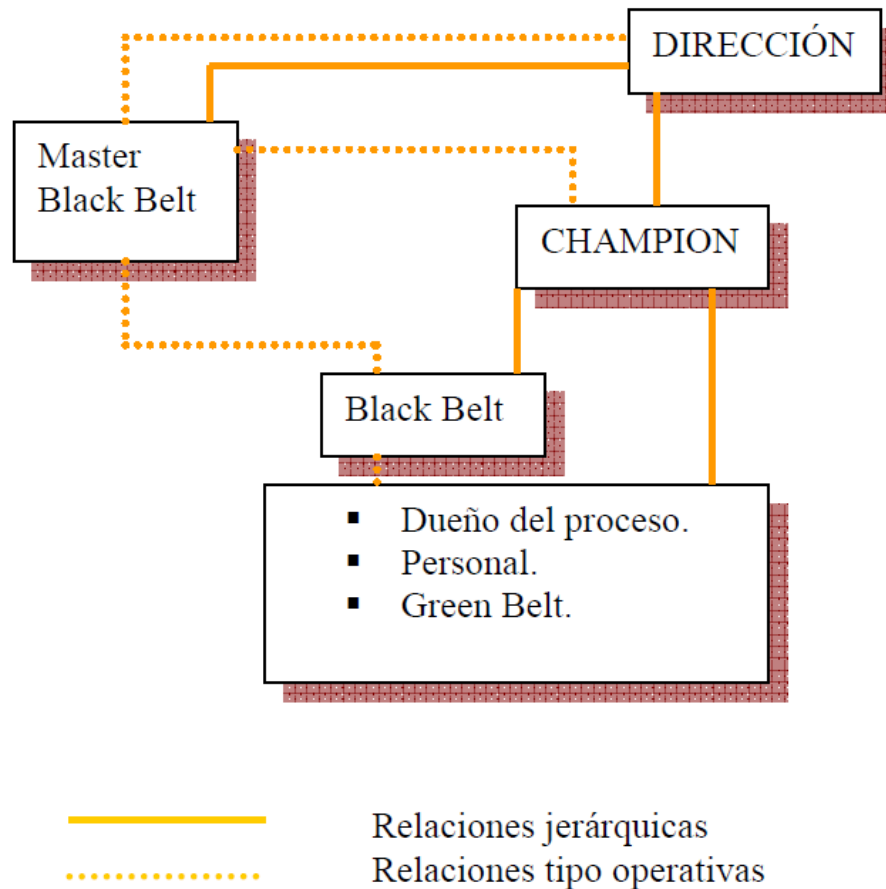 DIRECCIÓN
Master
Black Belt
CHAMPION
Black Belt
▪ Dueño del proceso.
▪ Personal.
▪ Green Belt.
Relaciones jerárquicas
Relaciones tipo operativas